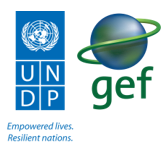 U N
D P
gef
Empowered lives.
Resilient nations.